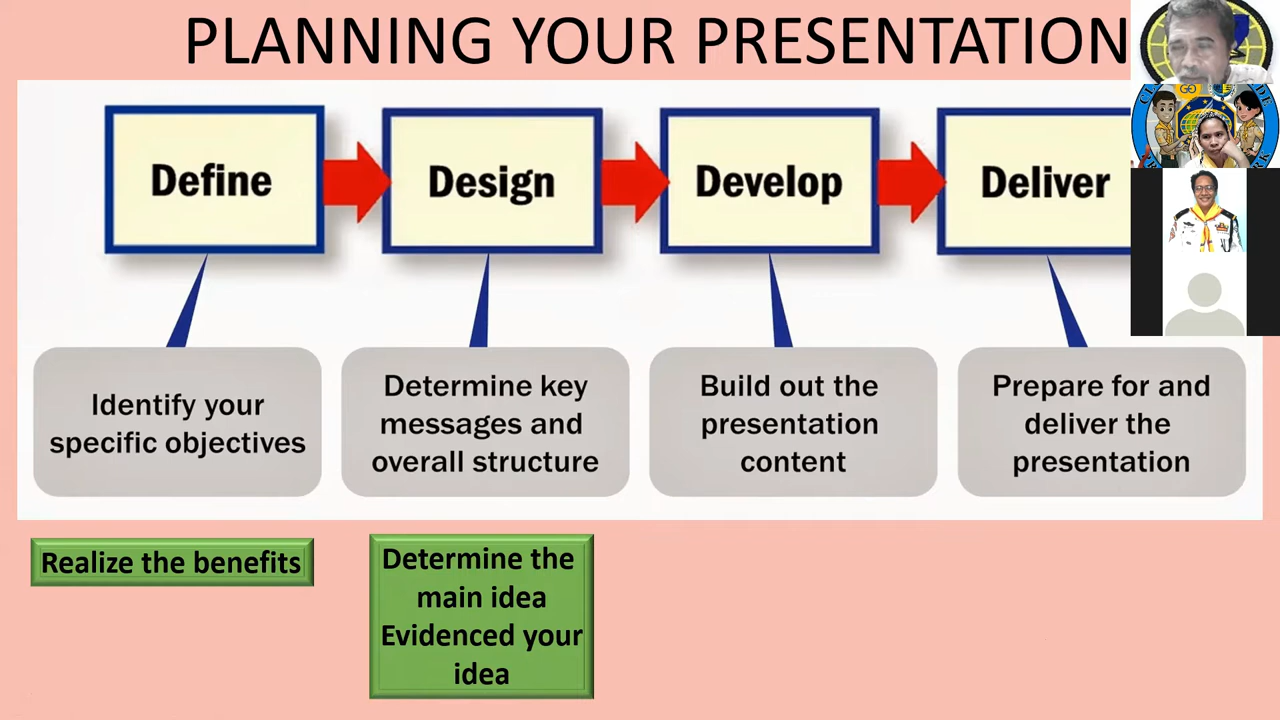 PLANNING YOUR PRESENTATION
Define
Design
Develop
Deliver
Identify your
specific objectives
Determine key
messages and
overall structure
Build out the
presentation
content
Prepare for and
deliver the
presentation
Realize the benefits
Determine the
main idea
Evidenced your
idea